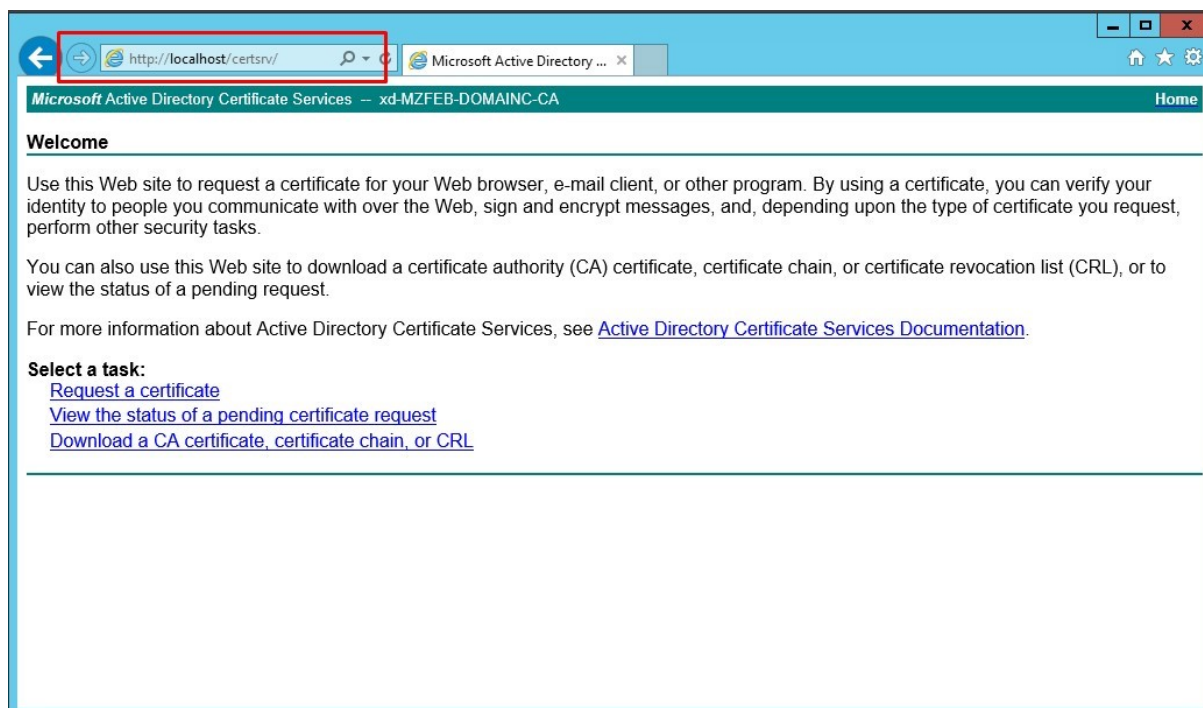 http://localhost/certsrv/
Microsoft Active Directory ...
Microsoft Active Directory Certificate Services -- xd-MZFEB-DOMAINC-CA Home
Welcome
Use this Web site to request a certificate for your Web browser, e-mail client, or other program. By using a certificate, you can verify your
identity to people you communicate with over the Web, sign and encrypt messages, and, depending upon the type of certificate you request,
perform other security tasks.
You can also use this Web site to download a certificate authority (CA) certificate, certificate chain, or certificate revocation list (CRL), or to
view the status of a pending request.
For more information about Active Directory Certificate Services, see Active Directory Certificate Services Documentation.
Select a task:
Request a certificate
View the status of a pending certificate request
Download a CA certificate, certificate chain, or CRL